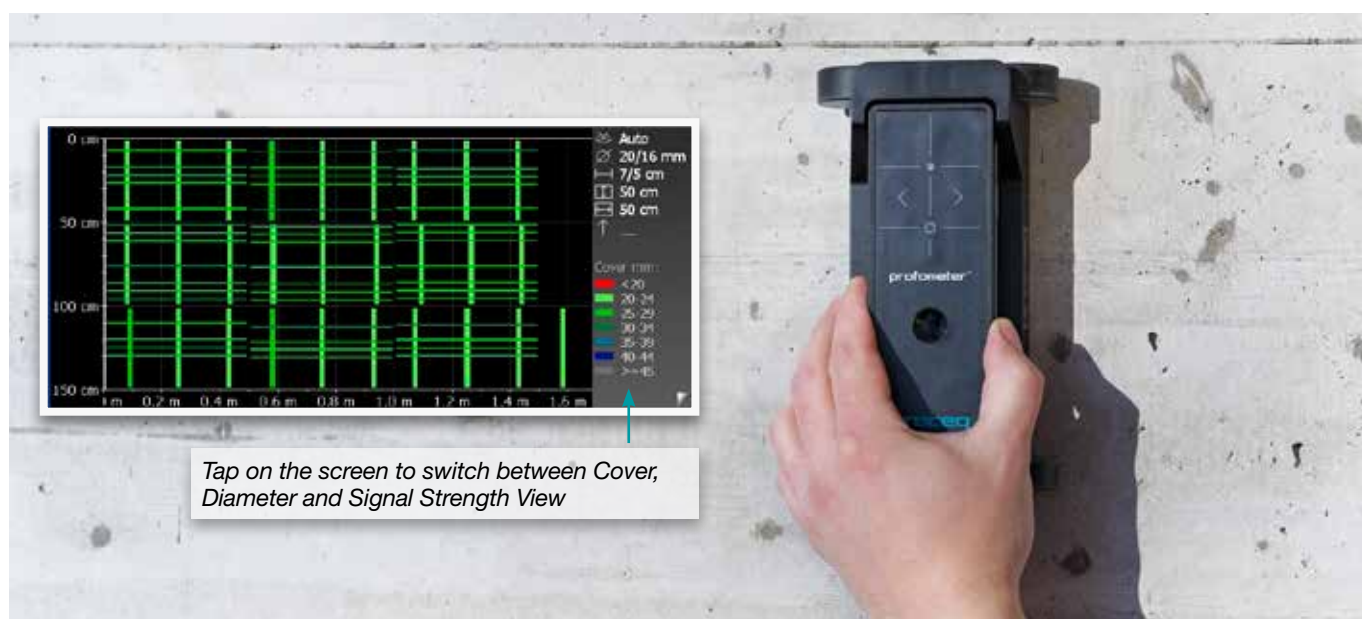 0 cm
50 cm
100 cm
150 cm
0.2 m 0.4 m 0.6 m 0.8 m 1.0 m 1.2 m 1.4 m 1.6 m
Auto
20/16 mm
7/5 cm
50 cm
50 cm
Cover mm:
<20
20-24
25-29
30-34
35-39
40-44
>=45
Tap on the screen to switch between Cover,
Diameter and Signal Strength View
profometer